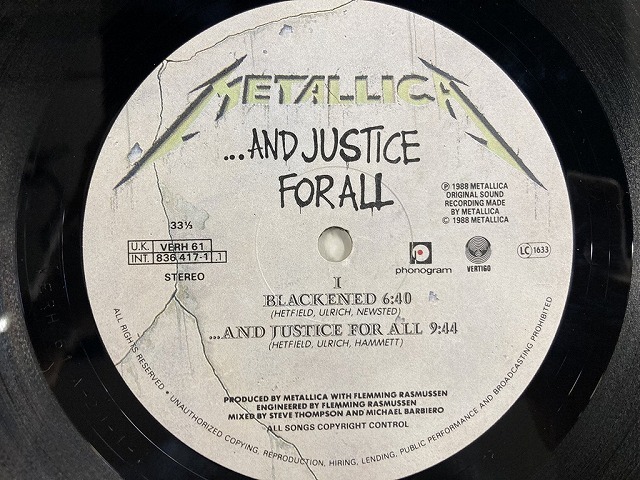 METALLICA
...AND JUSTICE
FOR ALL
33⅓
U.K. VERH 61
INT. 836 417-1 .1
STEREO
℗ 1988 METALLICA
ORIGINAL SOUND
RECORDING MADE
BY METALLICA
© 1988 METALLICA
phonogram
VERTIGO
LC 1633
I
BLACKENED 6:40
(HETFIELD, ULRICH, NEWSTED)
...AND JUSTICE FOR ALL 9:44
(HETFIELD, ULRICH, HAMMETT)
PRODUCED BY METALLICA WITH FLEMMING RASMUSSEN
ENGINEERED BY FLEMMING RASMUSSEN
MIXED BY STEVE THOMPSON AND MICHAEL BARBIERO
ALL SONGS COPYRIGHT CONTROL
ALL RIGHTS RESERVED • UNAUTHORIZED COPYING, REPRODUCTION, HIRING, LENDING, PUBLIC PERFORMANCE AND BROADCASTING PROHIBITED